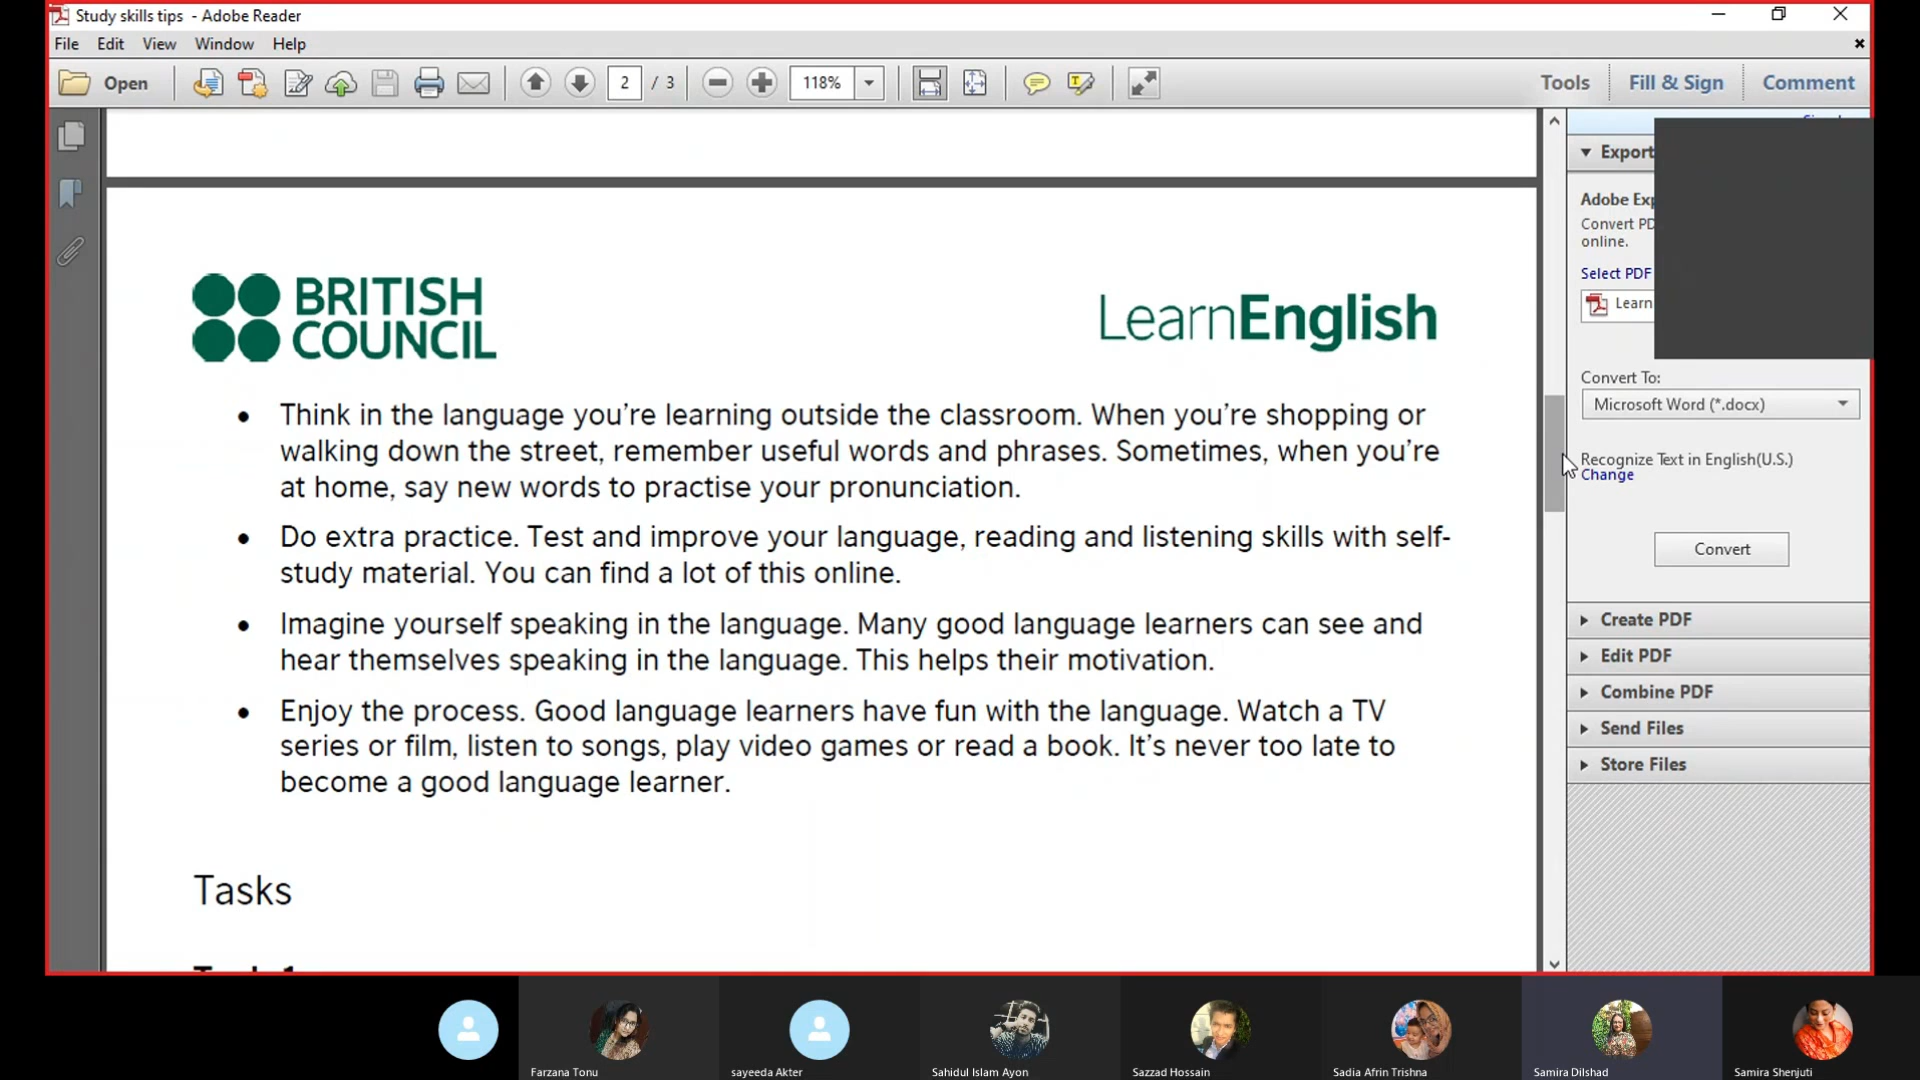 Study skills tips - Adobe Reader
File Edit View Window Help
Open 2 / 3 118% Tools Fill & Sign Comment
Export
Adobe Exp
Convert PD
online.
Select PDF
Learn
Convert To:
Microsoft Word (*.docx)
Recognize Text in English(U.S.)
Change
Convert
Create PDF
Edit PDF
Combine PDF
Send Files
Store Files
BRITISH
COUNCIL
LearnEnglish
• Think in the language you're learning outside the classroom. When you're shopping or
walking down the street, remember useful words and phrases. Sometimes, when you're
at home, say new words to practise your pronunciation.
• Do extra practice. Test and improve your language, reading and listening skills with self-
study material. You can find a lot of this online.
• Imagine yourself speaking in the language. Many good language learners can see and
hear themselves speaking in the language. This helps their motivation.
• Enjoy the process. Good language learners have fun with the language. Watch a TV
series or film, listen to songs, play video games or read a book. It's never too late to
become a good language learner.
Tasks
Farzana Tonu
sayeeda Akter
Sahidul Islam Ayon
Sazzad Hossain
Sadia Afrin Trishna
Samira Dilshad
Samira Shenjuti